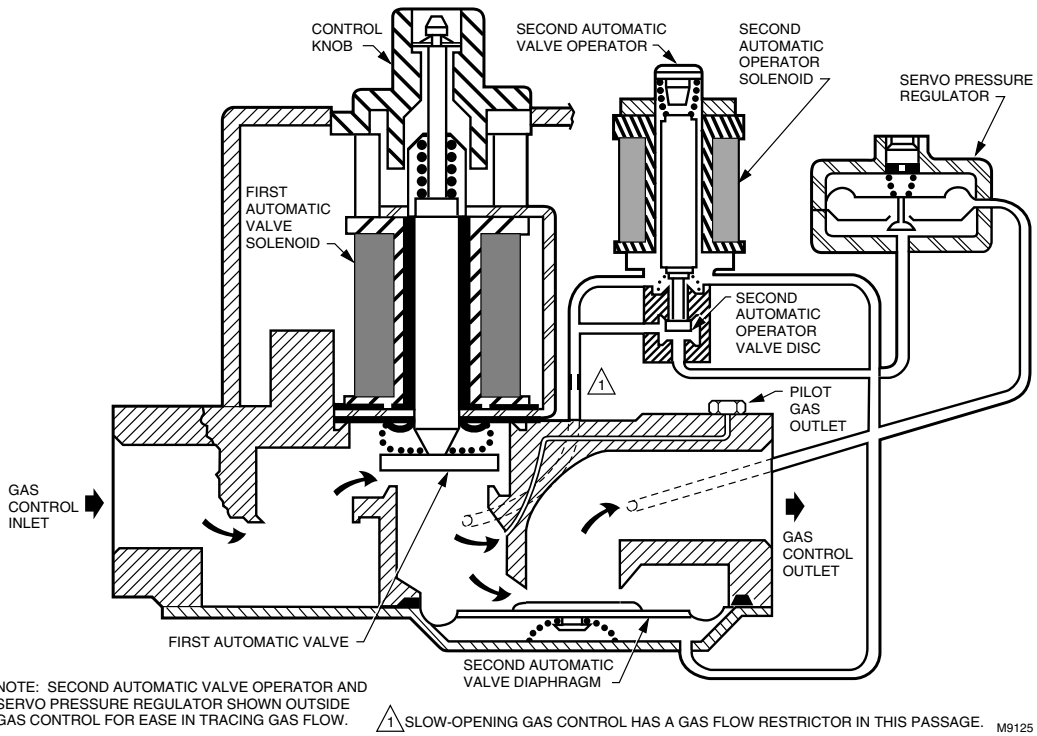 CONTROL
KNOB
SECOND AUTOMATIC
VALVE OPERATOR
SECOND
AUTOMATIC
OPERATOR
SOLENOID
SERVO PRESSURE
REGULATOR
FIRST
AUTOMATIC
VALVE
SOLENOID
SECOND
AUTOMATIC
OPERATOR
VALVE DISC
1
PILOT
GAS
OUTLET
GAS
CONTROL
INLET
GAS
CONTROL
OUTLET
FIRST AUTOMATIC VALVE
SECOND AUTOMATIC
VALVE DIAPHRAGM
NOTE: SECOND AUTOMATIC VALVE OPERATOR AND
SERVO PRESSURE REGULATOR SHOWN OUTSIDE
GAS CONTROL FOR EASE IN TRACING GAS FLOW.
1 SLOW-OPENING GAS CONTROL HAS A GAS FLOW RESTRICTOR IN THIS PASSAGE.
M9125